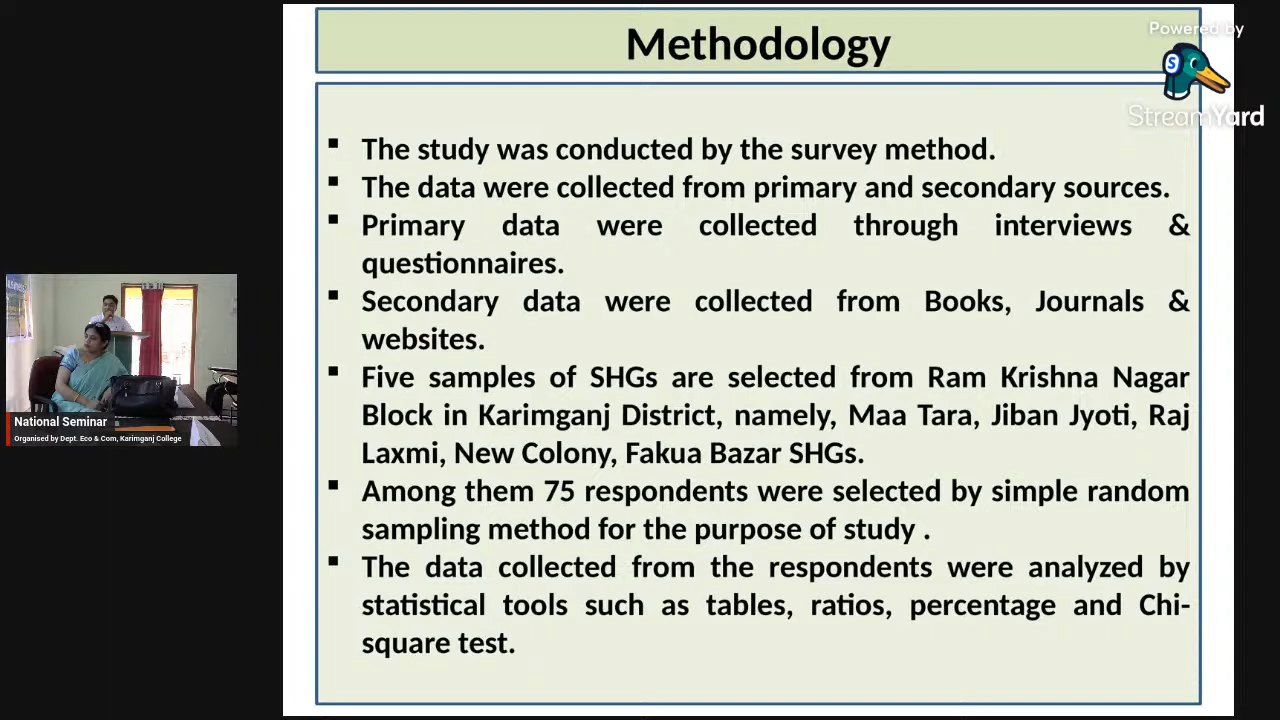 Methodology
Powered by
StreamYard
▪ The study was conducted by the survey method.
▪ The data were collected from primary and secondary sources.
▪ Primary data were collected through interviews &
questionnaires.
▪ Secondary data were collected from Books, Journals &
websites.
▪ Five samples of SHGs are selected from Ram Krishna Nagar
Block in Karimganj District, namely, Maa Tara, Jiban Jyoti, Raj
Laxmi, New Colony, Fakua Bazar SHGs.
▪ Among them 75 respondents were selected by simple random
sampling method for the purpose of study .
▪ The data collected from the respondents were analyzed by
statistical tools such as tables, ratios, percentage and Chi-
square test.
National Seminar
Organised by Dept. Eco & Com, Karimganj College